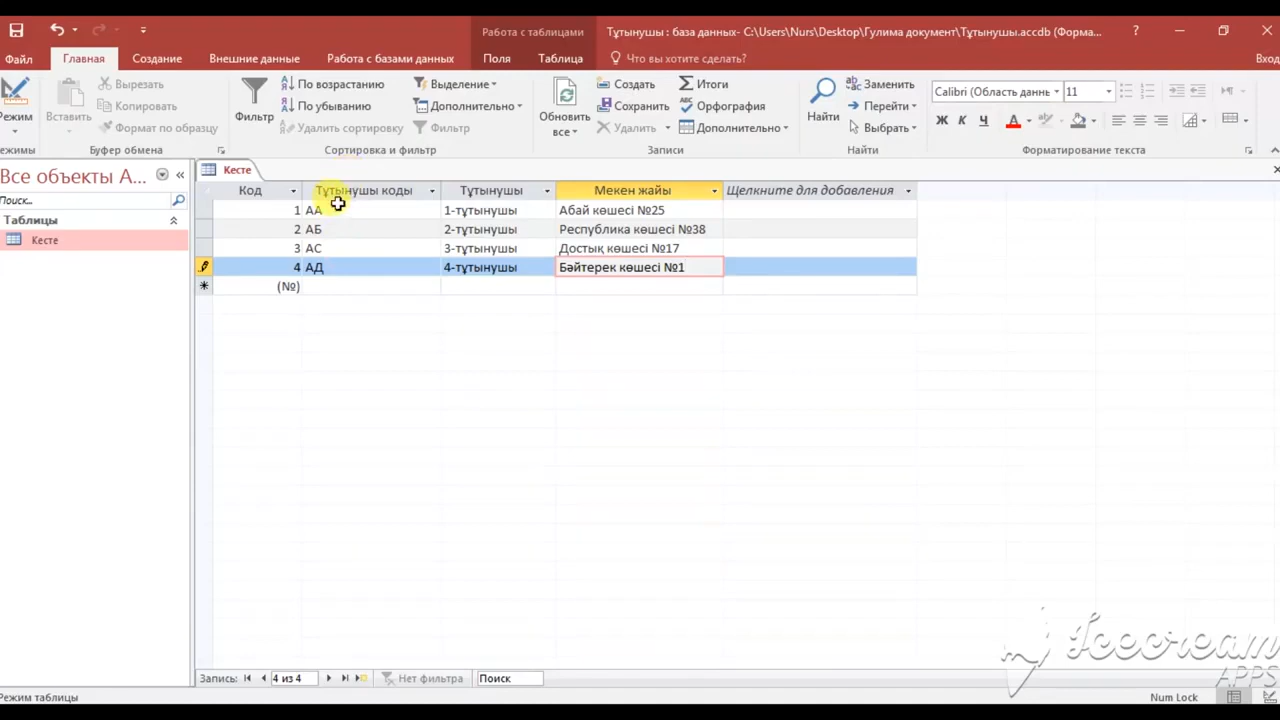 Работа с таблицами
Тұтынушы : база данных- C:\Users\Nurs\Desktop\Гулима документ\Тұтынушы.accdb (Форма...
?
Файл Главная Создание Внешние данные Работа с базами данных Поля Таблица Что вы хотите сделать? Вход
Режим Вставить Вырезать
Копировать
Формат по образцу
Фильтр По возрастанию Выделение
По убыванию Дополнительно
Удалить сортировку Фильтр
Обновить все Создать Итоги
Сохранить Орфография
Удалить Дополнительно
Найти Заменить
Перейти
Выбрать
Calibri (Область даннь 11
Ж К Ч А
ежимы Буфер обмена Сортировка и фильтр Записи Найти Форматирование текста
Все объекты A...
Поиск...
Таблицы
Кесте
Кесте
Код Тұтынушы коды Тұтынушы Мекен жайы Щелкните для добавления
1 АА 1-тұтынушы Абай көшесі №25
2 АБ 2-тұтынушы Республика көшесі №38
3 АС 3-тұтынушы Достық көшесі №17
4 АД 4-тұтынушы Бәйтерек көшесі №1
(№)
Запись: 4 из 4 Нет фильтра Поиск
Режим таблицы
Num Lock
Icecream
APPS